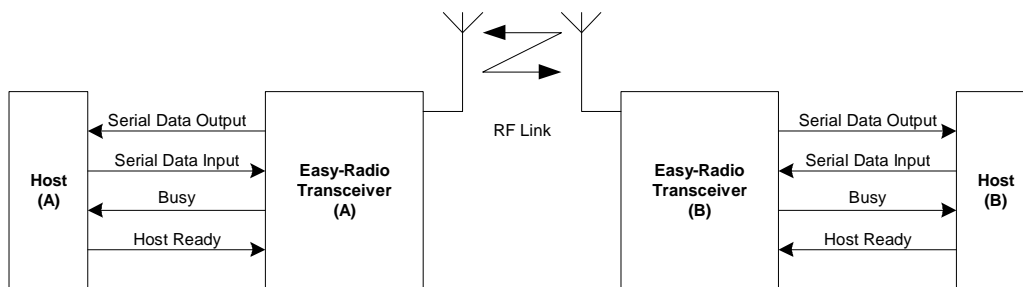 RF Link
Host
(A)
Serial Data Output
Serial Data Input
Busy
Host Ready
Easy-Radio
Transceiver
(A)
Easy-Radio
Transceiver
(B)
Serial Data Output
Serial Data Input
Busy
Host Ready
Host
(B)